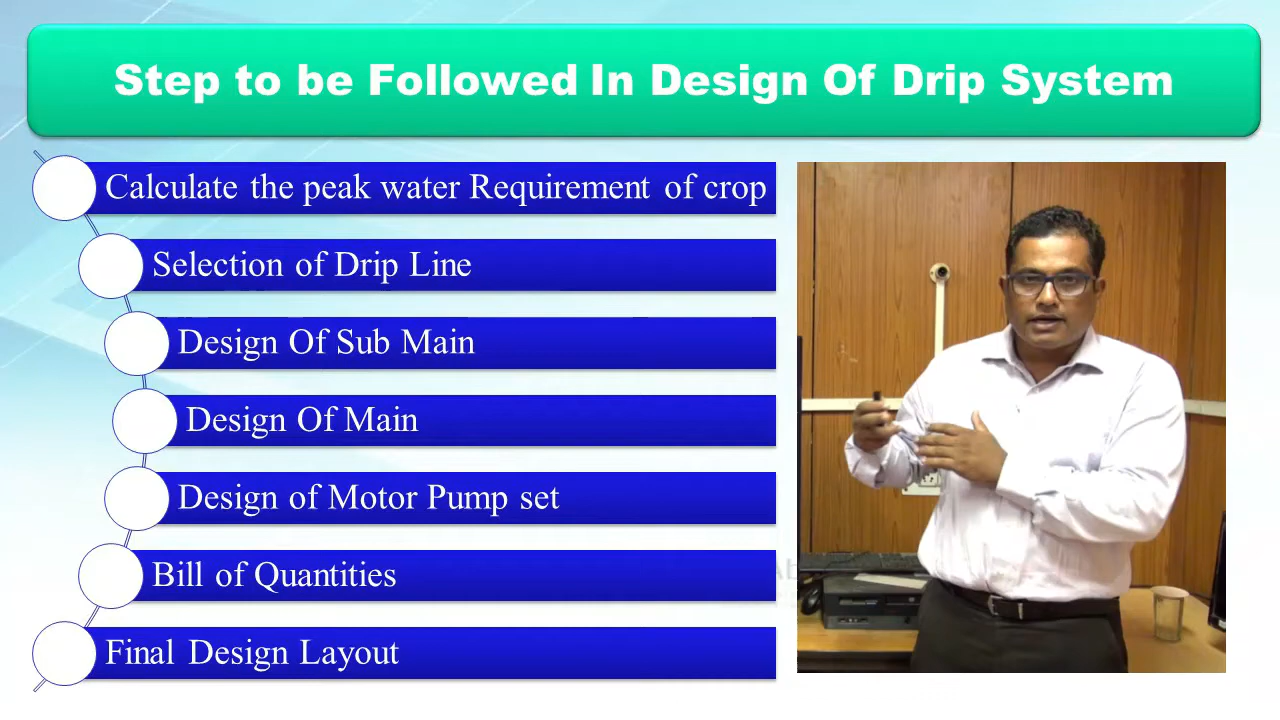 Step to be Followed In Design Of Drip System
Calculate the peak water Requirement of crop
Selection of Drip Line
Design Of Sub Main
Design Of Main
Design of Motor Pump set
Bill of Quantities
Final Design Layout